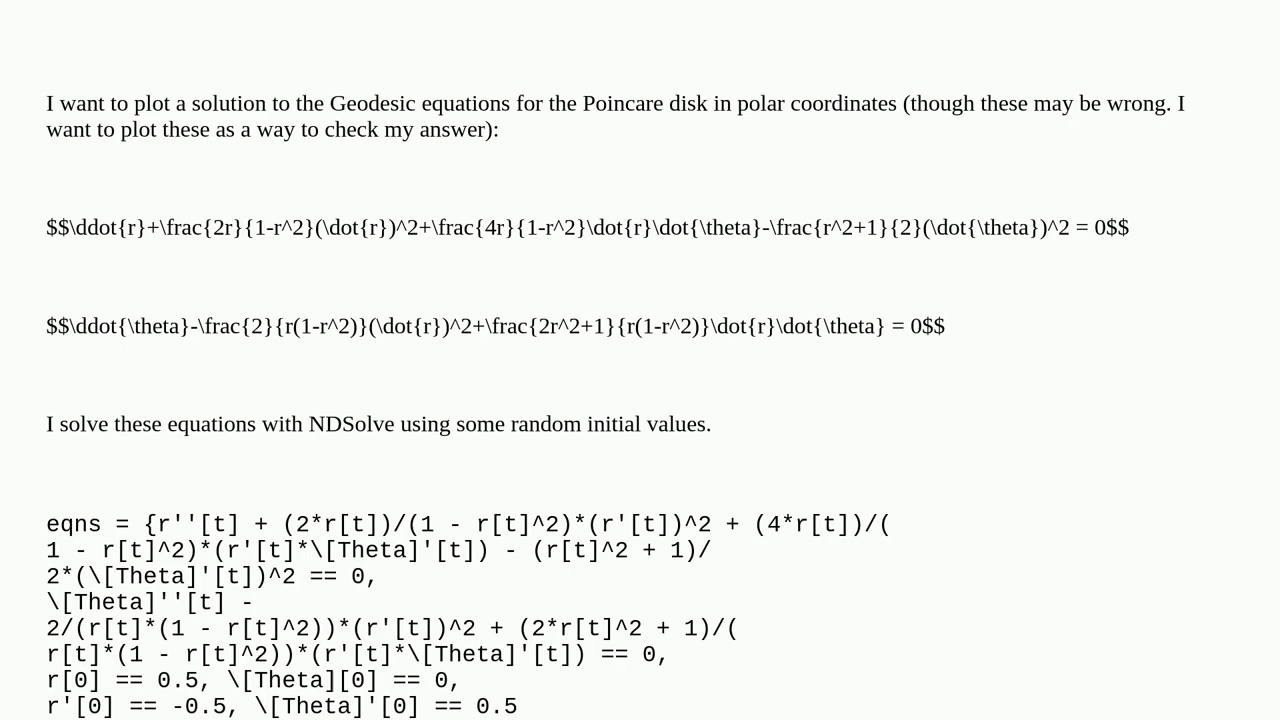 I want to plot a solution to the Geodesic equations for the Poincare disk in polar coordinates (though these may be wrong. I
want to plot these as a way to check my answer):
$$\ddot{r}+\frac{2r}{1-r^2}(\dot{r})^2+\frac{4r}{1-r^2}\dot{r}\dot{\theta}-\frac{r^2+1}{2}(\dot{\theta})^2 = 0$$
$$\ddot{\theta}-\frac{2}{r(1-r^2)}(\dot{r})^2+\frac{2r^2+1}{r(1-r^2)}\dot{r}\dot{\theta} = 0$$
I solve these equations with NDSolve using some random initial values.
eqns = {r''[t] + (2*r[t])/(1 - r[t]^2)*(r'[t])^2 + (4*r[t])/(
1 - r[t]^2)*(r'[t]*\[Theta]'[t]) - (r[t]^2 + 1)/
2*(\[Theta]'[t])^2 == 0,
\[Theta]''[t] -
2/(r[t]*(1 - r[t]^2))*(r'[t])^2 + (2*r[t]^2 + 1)/(
r[t]*(1 - r[t]^2))*(r'[t]*\[Theta]'[t]) == 0,
r[0] == 0.5, \[Theta][0] == 0,
r'[0] == -0.5, \[Theta]'[0] == 0.5